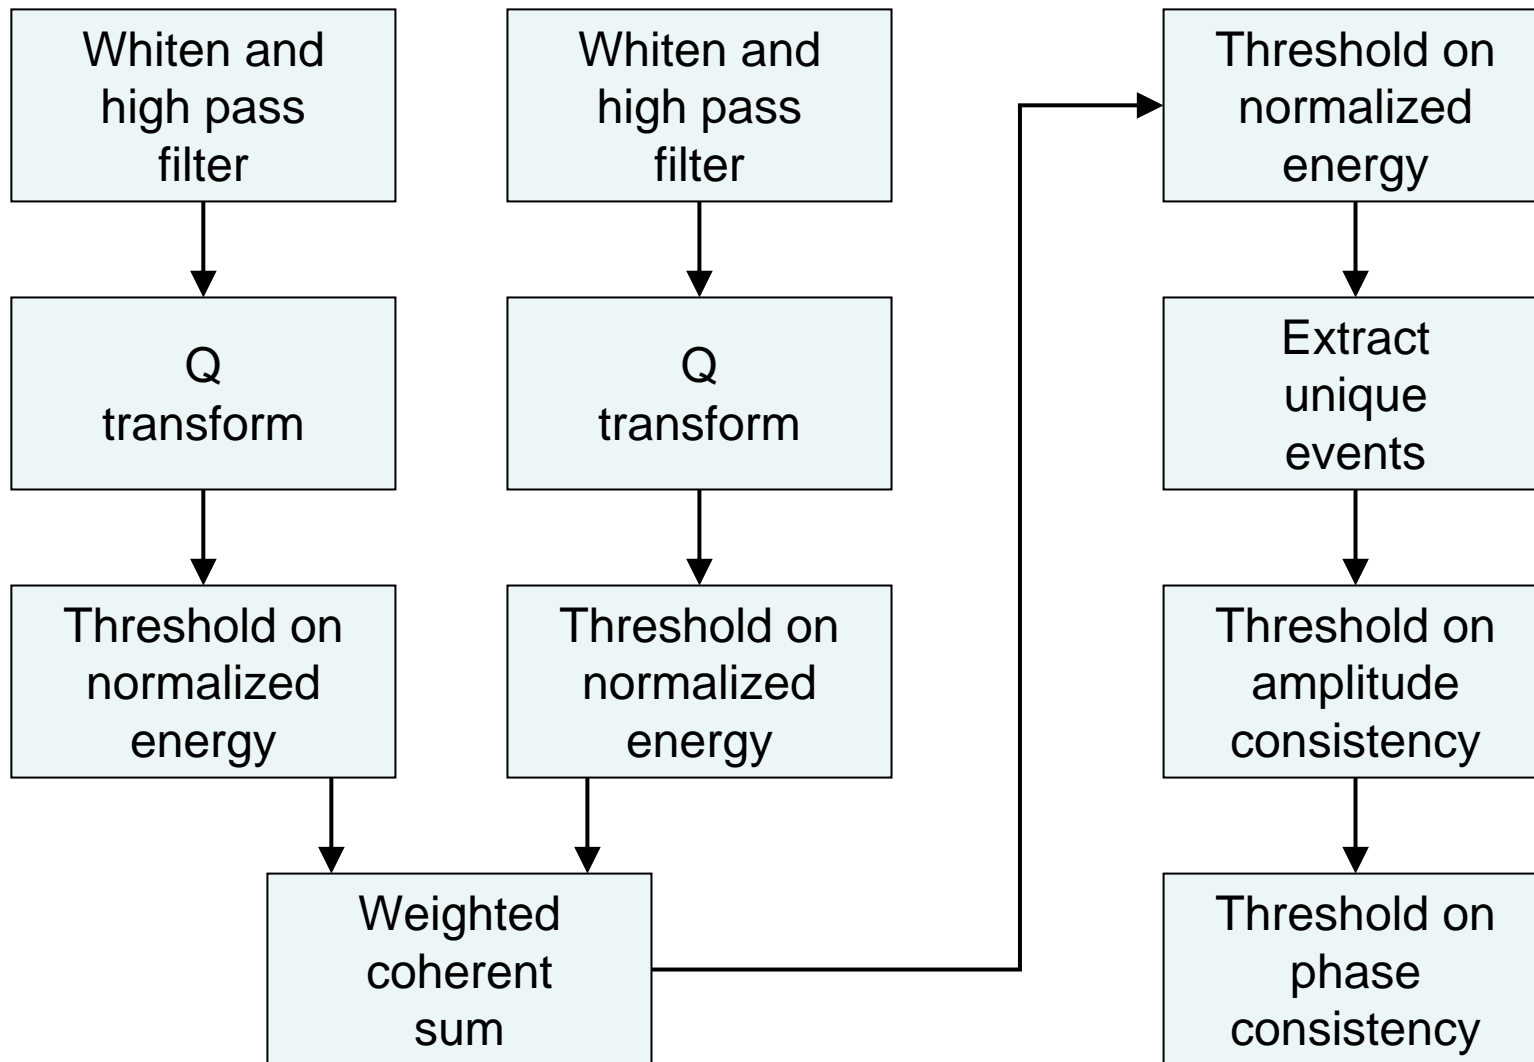 Whiten and
high pass
filter
Q
transform
Threshold on
normalized
energy
Whiten and
high pass
filter
Q
transform
Threshold on
normalized
energy
Weighted
coherent
sum
Threshold on
normalized
energy
Extract
unique
events
Threshold on
amplitude
consistency
Threshold on
phase
consistency